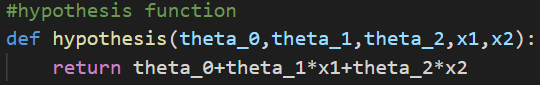 #hypothesis function
def hypothesis(theta_0,theta_1,theta_2,x1,x2):
    return theta_0+theta_1*x1+theta_2*x2